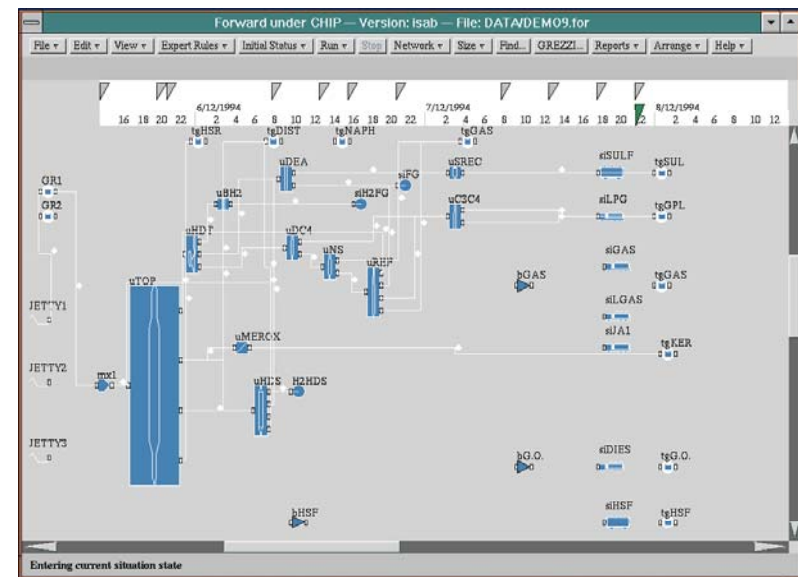 Forward under CHIP — Version: isab — File: DATA/DEMO9.for
File Edit View Expert Rules Initial Status Run Stop Network Size Find... GREZZI... Reports Arrange Help
6/12/1994 7/12/1994 8/12/1994
16 18 20 22 2 4 6 8 10 12 14 16 18 20 22 2 4 6 8 10 12 14 16 18 20 22 2 4 6 8 10 12
tgHSR tgDIST tgNAPH tgGAS
uDEA uSREC siSULF tgSUL
GR1 siFG
uBH2 siH2FG uC3C4 siLPG tgGPL
GR2
uHDT uDC4
uNS siGAS
uREF
uTOP bGAS tgGAS
JETTY1 siLGAS
uMEROX siJA1 tgKER
JETTY2 mx1 uHDS H2HDS
JETTY3 bG.O. siDIES tgG.O.
bHSF siHSF tgHSF
Entering current situation state